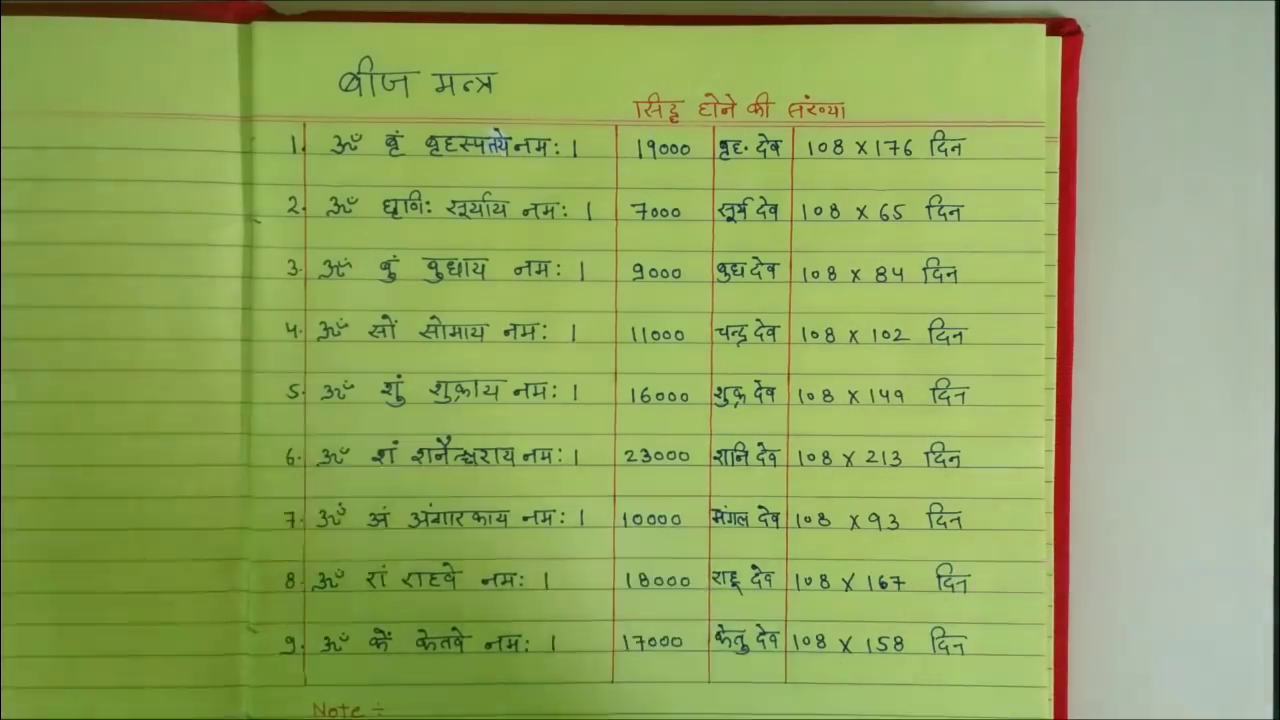 बीज मन्त्र
सिद्ध होने की संख्या
1. ॐ बृं बृहस्पतये नमः । 19000 बृह. देव 108 X 176 दिन
2. ॐ घृणिः सूर्याय नमः । 7000 सूर्य देव 108 X 65 दिन
3. ॐ बुं बुधाय नमः । 9000 बुध देव 108 X 84 दिन
4. ॐ सों सोमाय नमः । 11000 चन्द्र देव 108 X 102 दिन
5. ॐ शुं शुक्राय नमः । 16000 शुक्र देव 108 X 149 दिन
6. ॐ शं शनैश्चराय नमः । 23000 शनि देव 108 X 213 दिन
7. ॐ अं अंगारकाय नमः । 10000 मंगल देव 108 X 93 दिन
8. ॐ रां राहवे नमः । 18000 राहू देव 108 X 167 दिन
9. ॐ कें केतवे नमः । 17000 केतु देव 108 X 158 दिन
Note :-